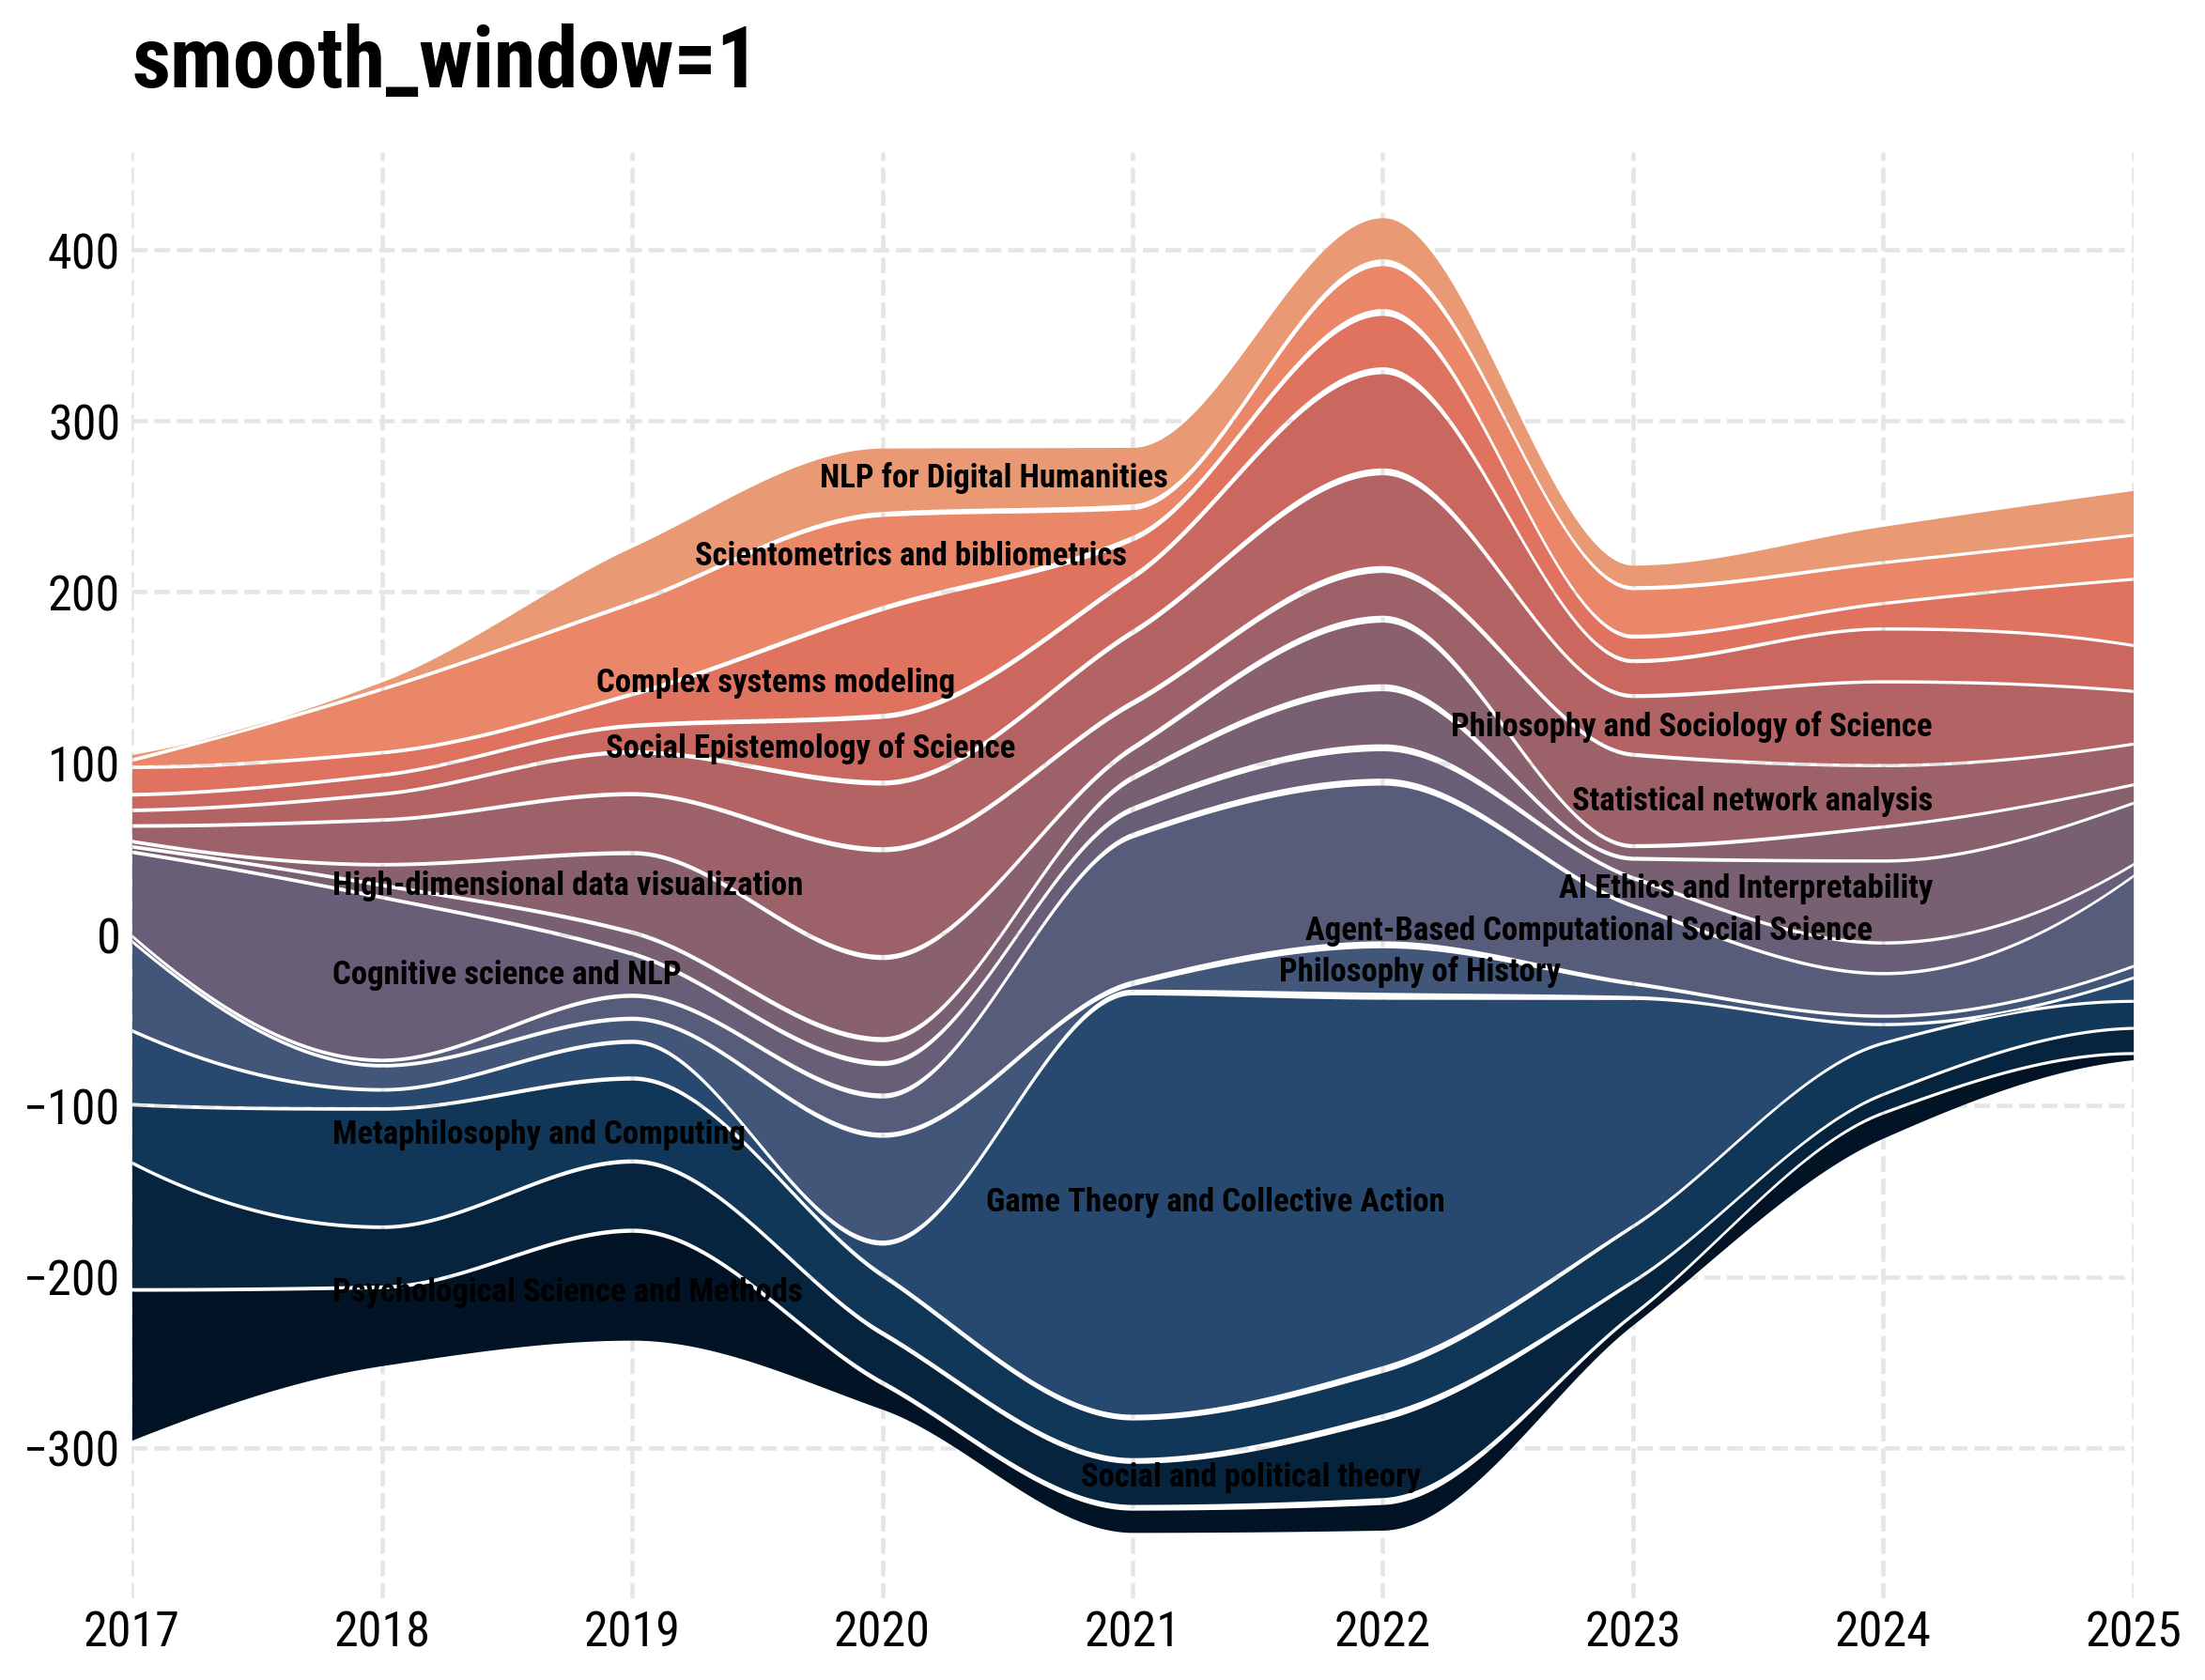 smooth_window=1
400
300
200
100
0
−100
−200
−300
NLP for Digital Humanities
Scientometrics and bibliometrics
Complex systems modeling
Social Epistemology of Science
Philosophy and Sociology of Science
Statistical network analysis
High-dimensional data visualization
AI Ethics and Interpretability
Agent-Based Computational Social Science
Cognitive science and NLP
Philosophy of History
Metaphilosophy and Computing
Game Theory and Collective Action
Psychological Science and Methods
Social and political theory
2017 2018 2019 2020 2021 2022 2023 2024 2025